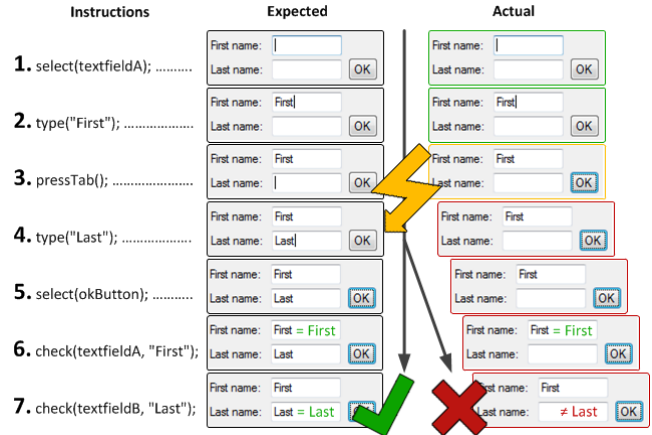 Instructions Expected Actual
First name: First name:
1. select(textfieldA); .......... Last name: OK Last name: OK
First name: First First name: First
2. type("First"); .................... Last name: OK Last name: OK
First name: First First name: First
3. pressTab(); ....................... Last name: OK Last name: OK
First name: First First name: First
4. type("Last"); .................... Last name: Last OK Last name: OK
First name: First First name: First
5. select(okButton); ........... Last name: Last OK Last name: OK
First name: First = First First name: First = First
6. check(textfieldA, "First"); Last name: Last OK Last name: OK
First name: First First name: First
7. check(textfieldB, "Last"); Last name: Last = Last OK Last name: ≠ Last OK